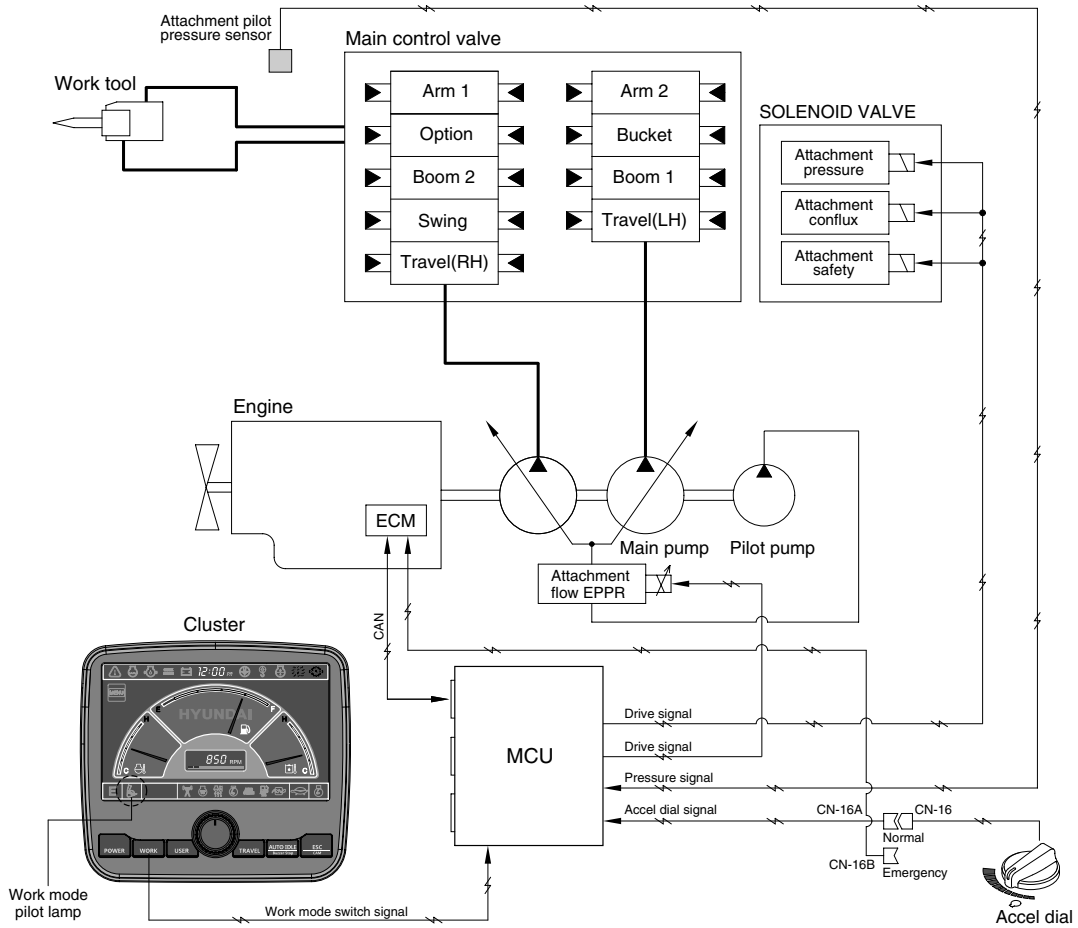 Attachment pilot
pressure sensor
Main control valve
Work tool
Arm 1
Arm 2
Option
Bucket
Boom 2
Boom 1
Swing
Travel(LH)
Travel(RH)
SOLENOID VALVE
Attachment
pressure
Attachment
conflux
Attachment
safety
Engine
ECM
Main pump
Pilot pump
Attachment
flow EPPR
CAN
Cluster
12:00
MENU
E
F
H
H
HYUNDAI
850 RPM
C
C
POWER
WORK
USER
TRAVEL
AUTO IDLE
Buzzer Stop
ESC
CAM
Work mode
pilot lamp
Work mode switch signal
MCU
Drive signal
Drive signal
Pressure signal
Accel dial signal
CN-16A
CN-16
Normal
CN-16B
Emergency
Accel dial